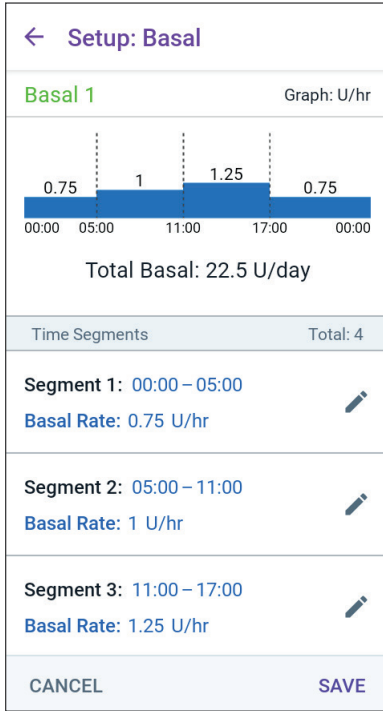 Setup: Basal
Basal 1 Graph: U/hr
0.75 1 1.25 0.75
00:00 05:00 11:00 17:00 00:00
Total Basal: 22.5 U/day
Time Segments Total: 4
Segment 1: 00:00 – 05:00
Basal Rate: 0.75 U/hr
Segment 2: 05:00 – 11:00
Basal Rate: 1 U/hr
Segment 3: 11:00 – 17:00
Basal Rate: 1.25 U/hr
CANCEL SAVE